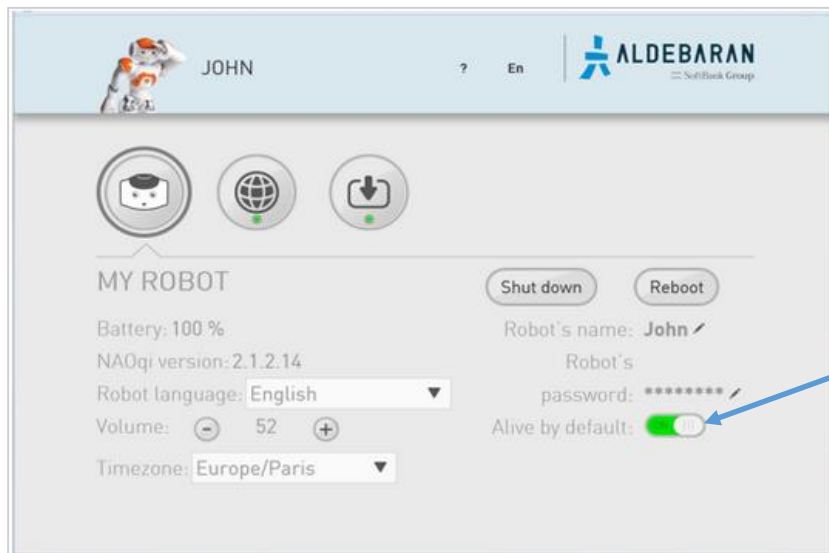 JOHN
? En
ALDEBARAN
SoftBank Group
MY ROBOT
Shut down Reboot
Battery: 100 %
Robot's name: John
NAOqi version: 2.1.2.14
Robot's
password: ********
Robot language: English
Volume: 52
Alive by default:
Timezone: Europe/Paris